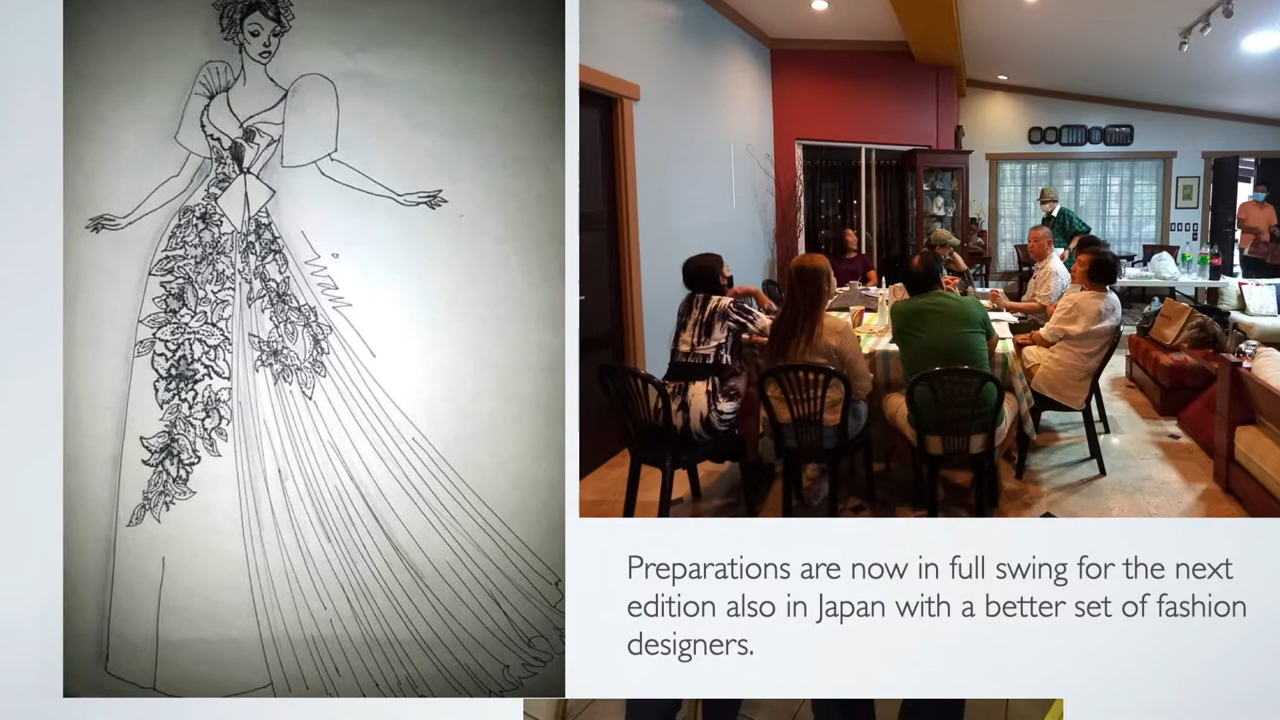 Preparations are now in full swing for the next
edition also in Japan with a better set of fashion
designers.